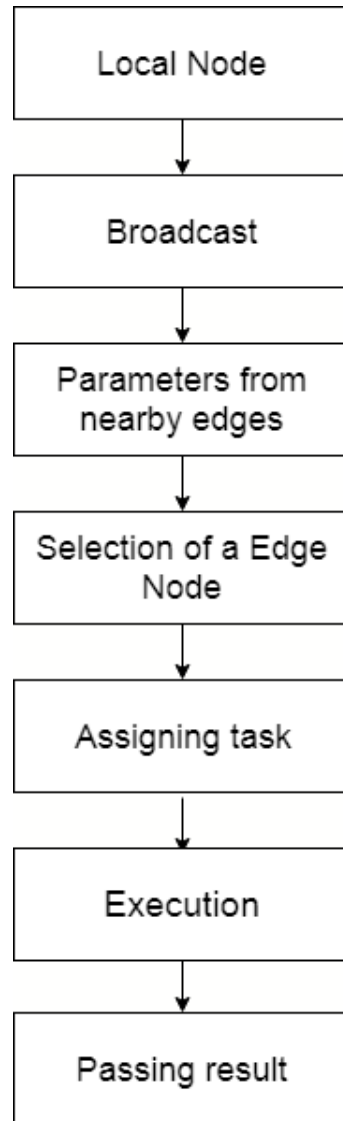 Local Node
Broadcast
Parameters from
nearby edges
Selection of a Edge
Node
Assigning task
Execution
Passing result